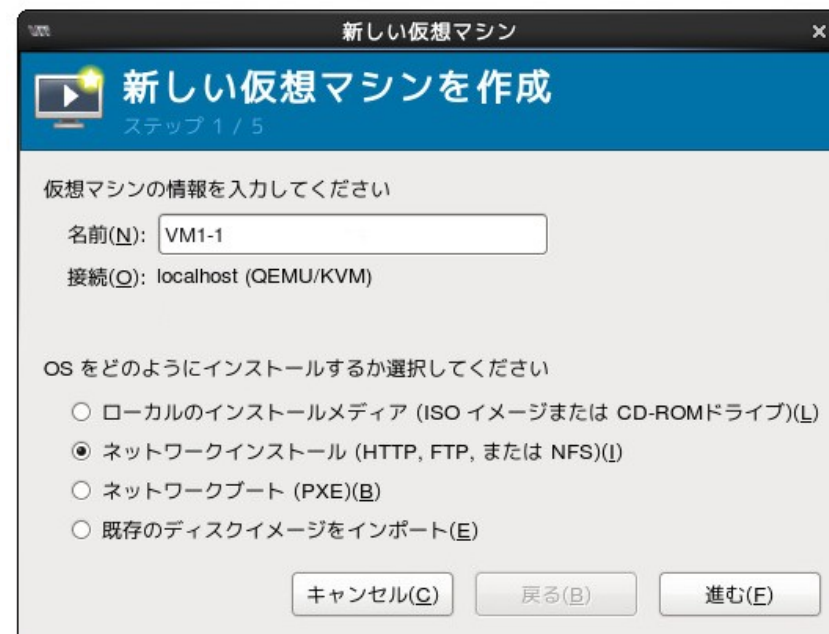 新しい仮想マシン
新しい仮想マシンを作成
ステップ 1 / 5
仮想マシンの情報を入力してください
名前(N): VM1-1
接続(O): localhost (QEMU/KVM)
OS をどのようにインストールするか選択してください
ローカルのインストールメディア (ISO イメージまたは CD-ROMドライブ)(L)
ネットワークインストール (HTTP, FTP, または NFS)(I)
ネットワークブート (PXE)(B)
既存のディスクイメージをインポート(E)
キャンセル(C) 戻る(B) 進む(F)